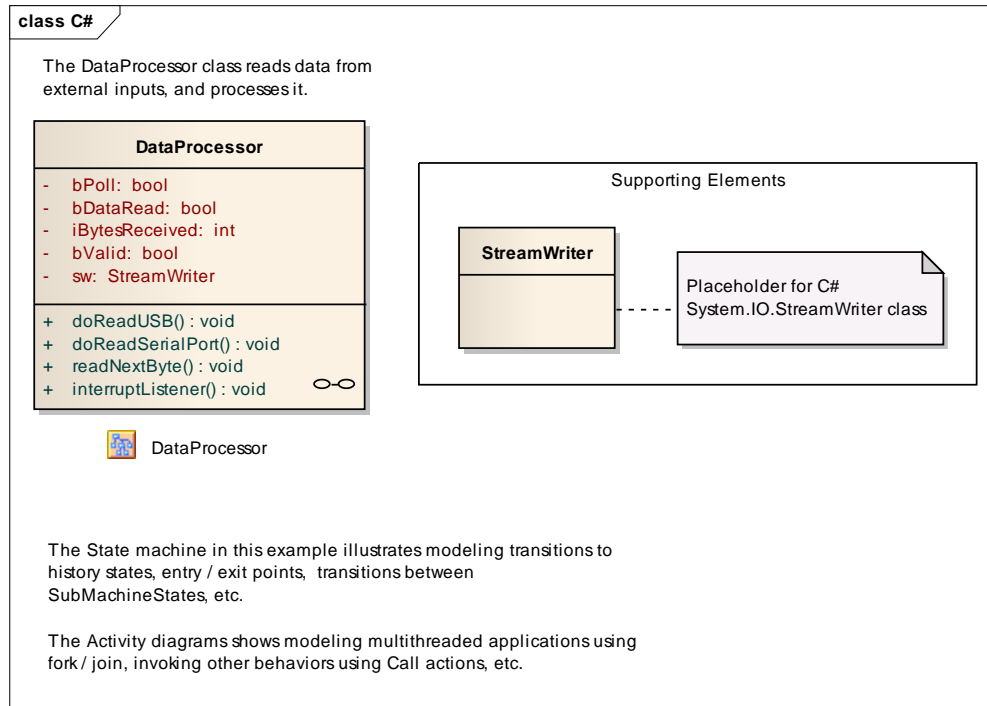 class C#
The DataProcessor class reads data from
external inputs, and processes it.
DataProcessor
- bPoll: bool
- bDataRead: bool
- iBytesReceived: int
- bValid: bool
- sw: StreamWriter
+ doReadUSB() : void
+ doReadSerialPort() : void
+ readNextByte() : void
+ interruptListener() : void
DataProcessor
Supporting Elements
StreamWriter
Placeholder for C#
System.IO.StreamWriter class
The State machine in this example illustrates modeling transitions to
history states, entry / exit points, transitions between
SubMachineStates, etc.
The Activity diagrams shows modeling multithreaded applications using
fork / join, invoking other behaviors using Call actions, etc.